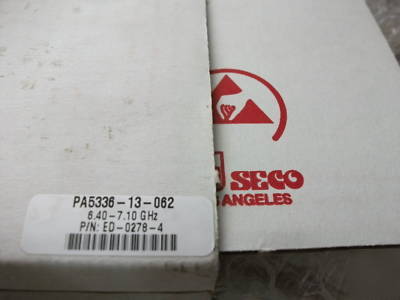 PA5336-13-062
6.40-7.10 GHz
P/N: ED-0278-4
SECO
ANGELES